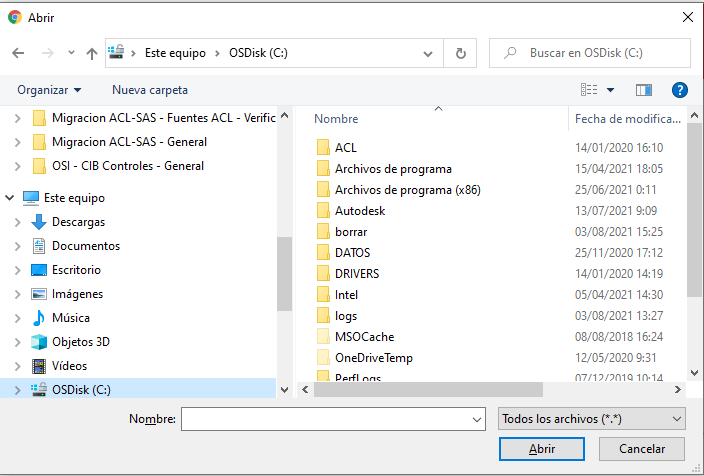 Abrir
Este equipo OSDisk (C:)
Buscar en OSDisk (C:)
Organizar
Nueva carpeta
?
Migracion ACL-SAS - Fuentes ACL - Verific
Migracion ACL-SAS - General
OSI - CIB Controles - General
Este equipo
Descargas
Documentos
Escritorio
Imágenes
Música
Objetos 3D
Vídeos
OSDisk (C:)
Nombre Fecha de modifica...
ACL 14/01/2020 16:10
Archivos de programa 15/04/2021 18:05
Archivos de programa (x86) 25/06/2021 0:11
Autodesk 13/07/2021 9:09
borrar 03/08/2021 15:25
DATOS 25/11/2020 17:12
DRIVERS 14/01/2020 14:19
Intel 05/04/2021 14:30
logs 03/08/2021 13:27
MSOCache 08/08/2018 16:24
OneDriveTemp 12/05/2020 9:31
PerfLogs 07/12/2019 10:14
Nombre:
Todos los archivos (*.*)
Abrir
Cancelar